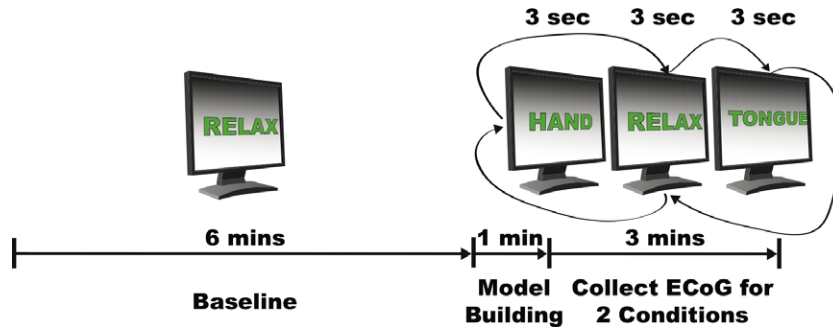 3 sec 3 sec 3 sec
RELAX HAND RELAX TONGUE
6 mins 1 min 3 mins
Baseline Model Collect ECoG for
Building 2 Conditions